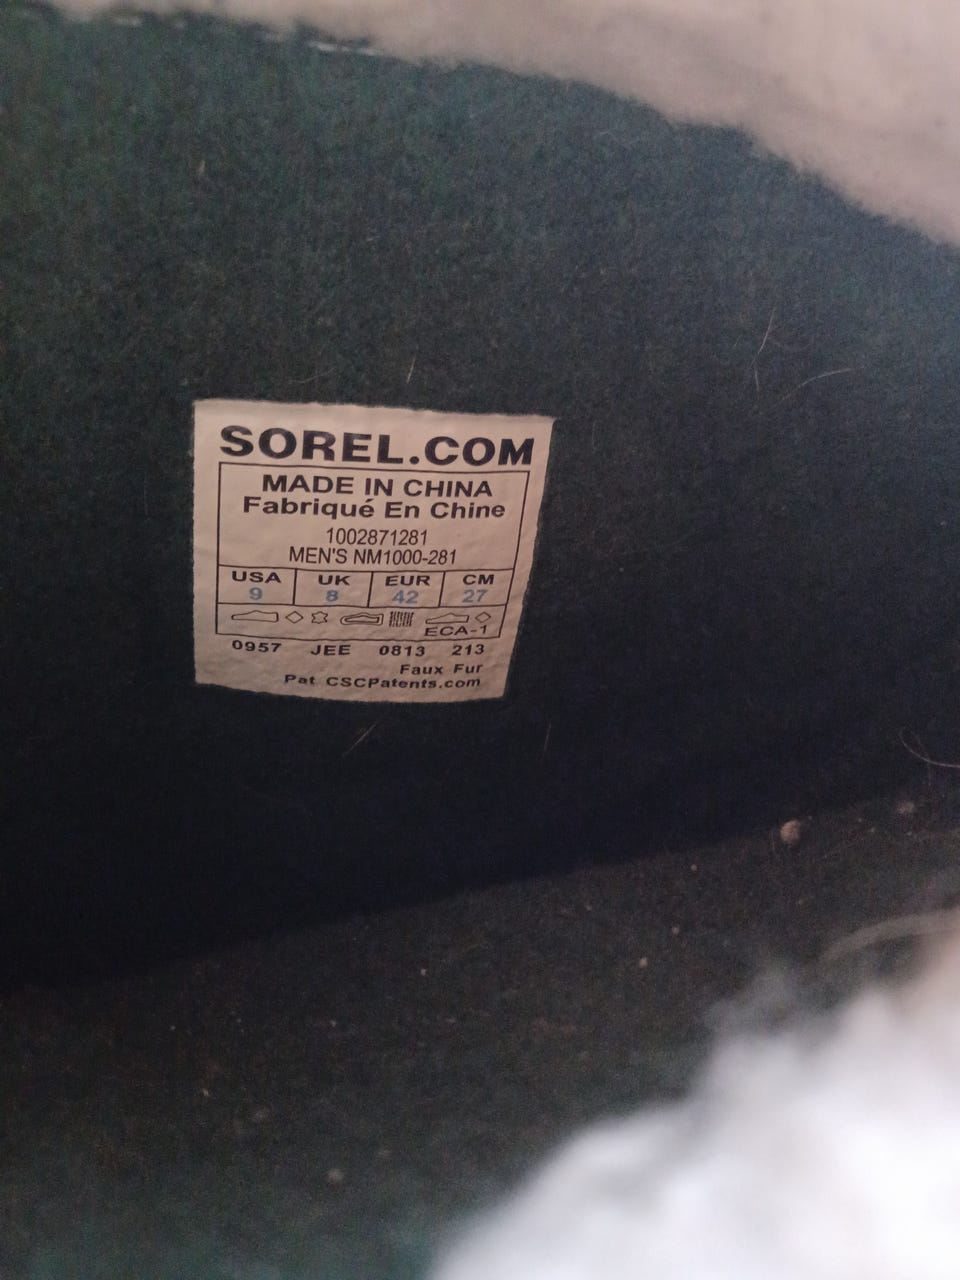 SOREL.COM
MADE IN CHINA
Fabriqué En Chine
1002871281
MEN'S NM1000-281
USA UK EUR CM
9 8 42 27
ECA-1
0957 JEE 0813 213
Faux Fur
Pat CSCPatents.com